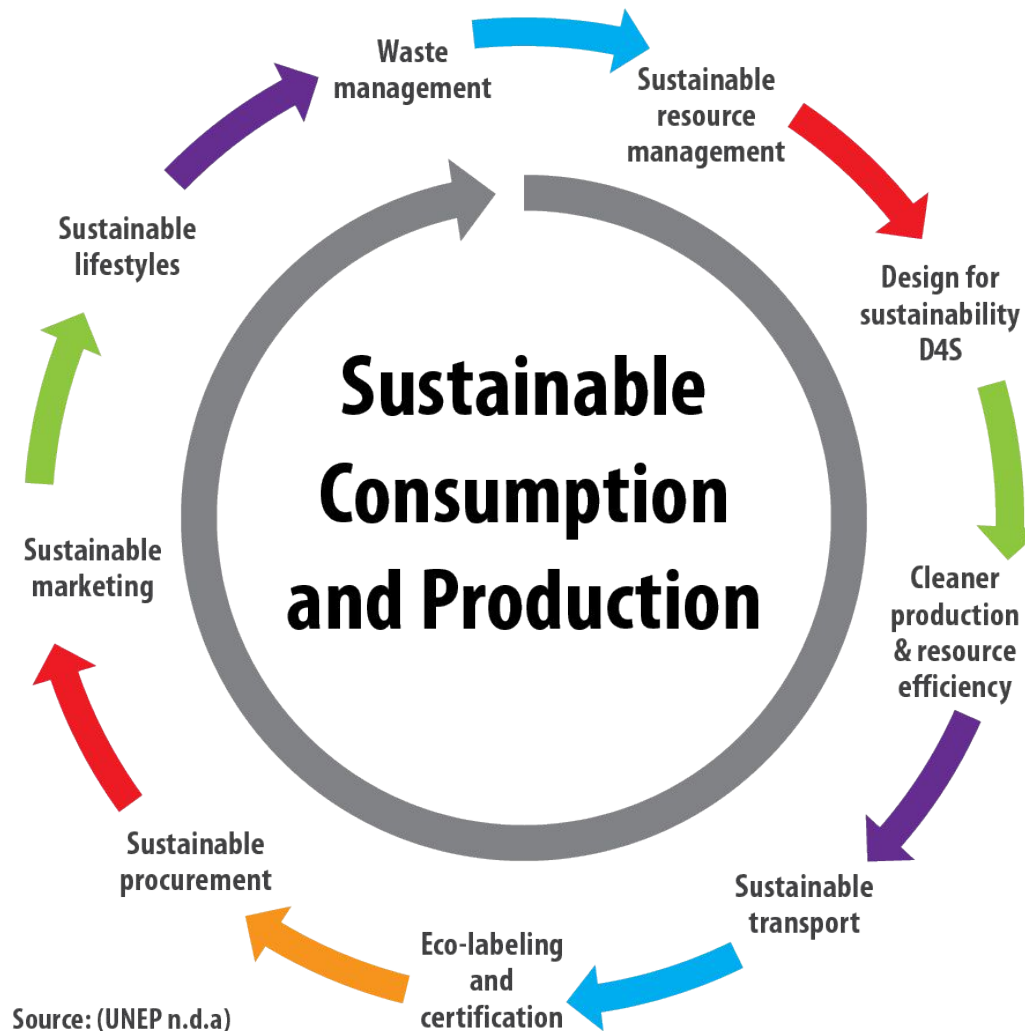 Waste
management
Sustainable
resource
management
Design for
sustainability
D4S
Cleaner
production
& resource
efficiency
Sustainable
transport
Eco-labeling
and
certification
Sustainable
procurement
Sustainable
marketing
Sustainable
lifestyles
Sustainable
Consumption
and Production
Source: (UNEP n.d.a)